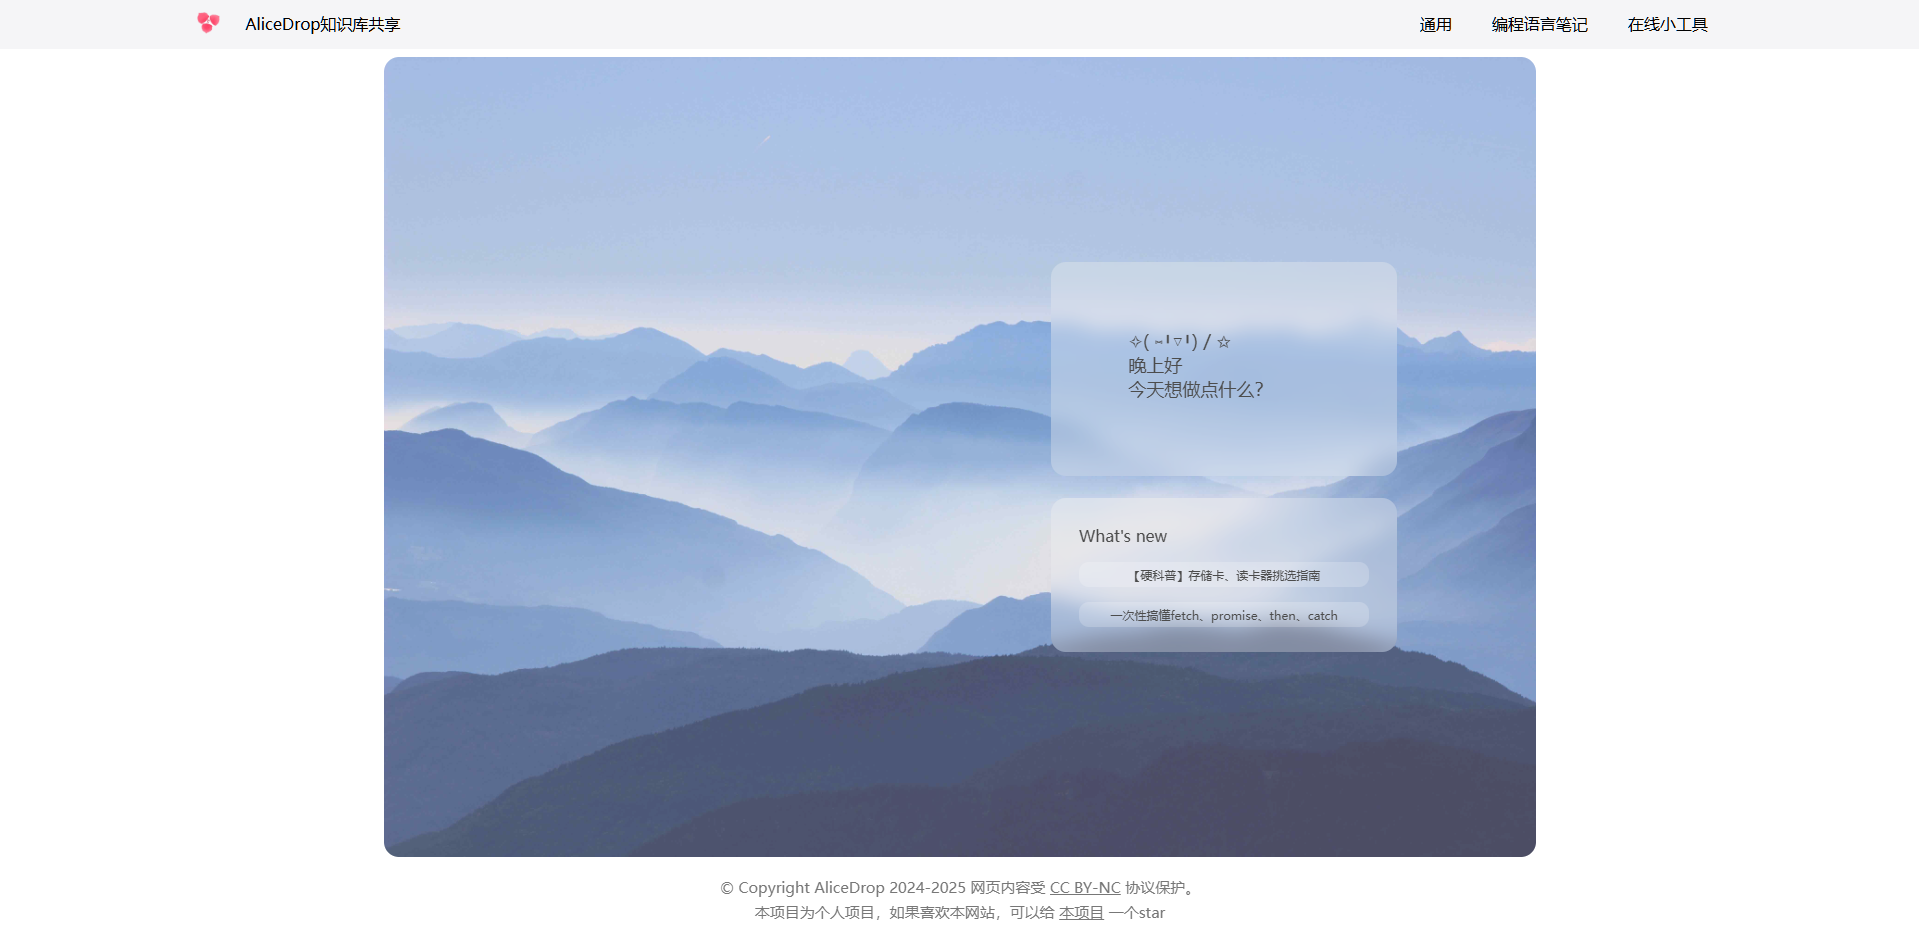 AliceDrop知识库共享
通用
编程语言笔记
在线小工具
✧( ⑅╹▿╹) / ☆
晚上好
今天想做点什么？
What's new
【硬科普】存储卡、读卡器挑选指南
一次性搞懂fetch、promise、then、catch
© Copyright AliceDrop 2024-2025 网页内容受 CC BY-NC 协议保护。
本项目为个人项目，如果喜欢本网站，可以给 本项目 一个star